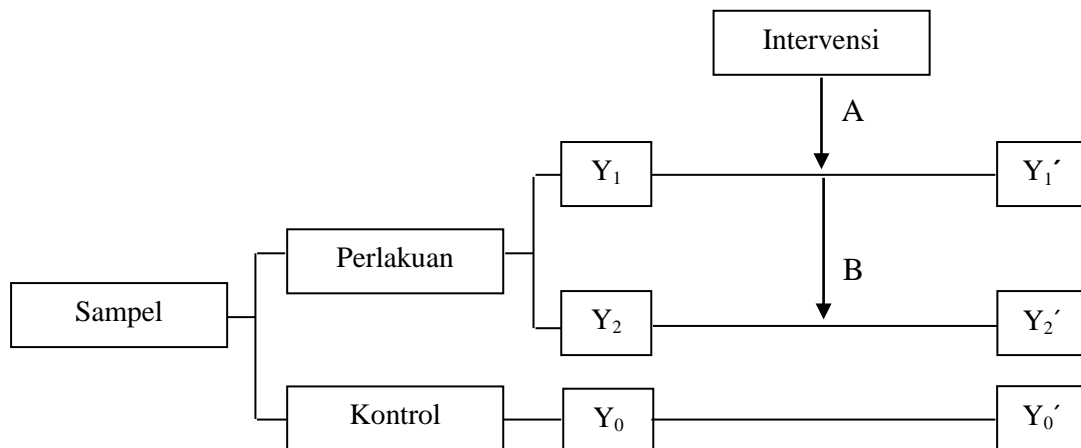 Intervensi
A
Y₁
Y₁´
Perlakuan
B
Sampel
Y₂
Y₂´
Kontrol
Y₀
Y₀´